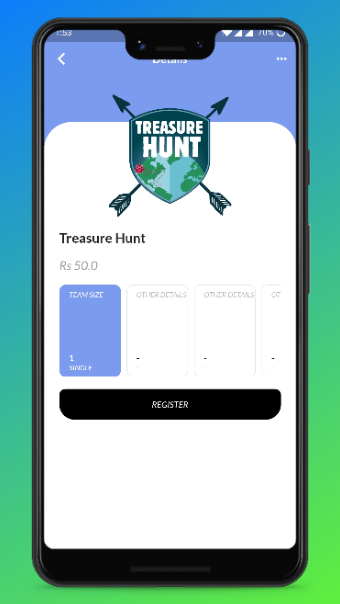 1:53
70%
Details
TREASURE
HUNT
Treasure Hunt
Rs 50.0
TEAM SIZE
OTHER DETAILS
OTHER DETAILS
OT
1
-
-
-
SINGLE
REGISTER